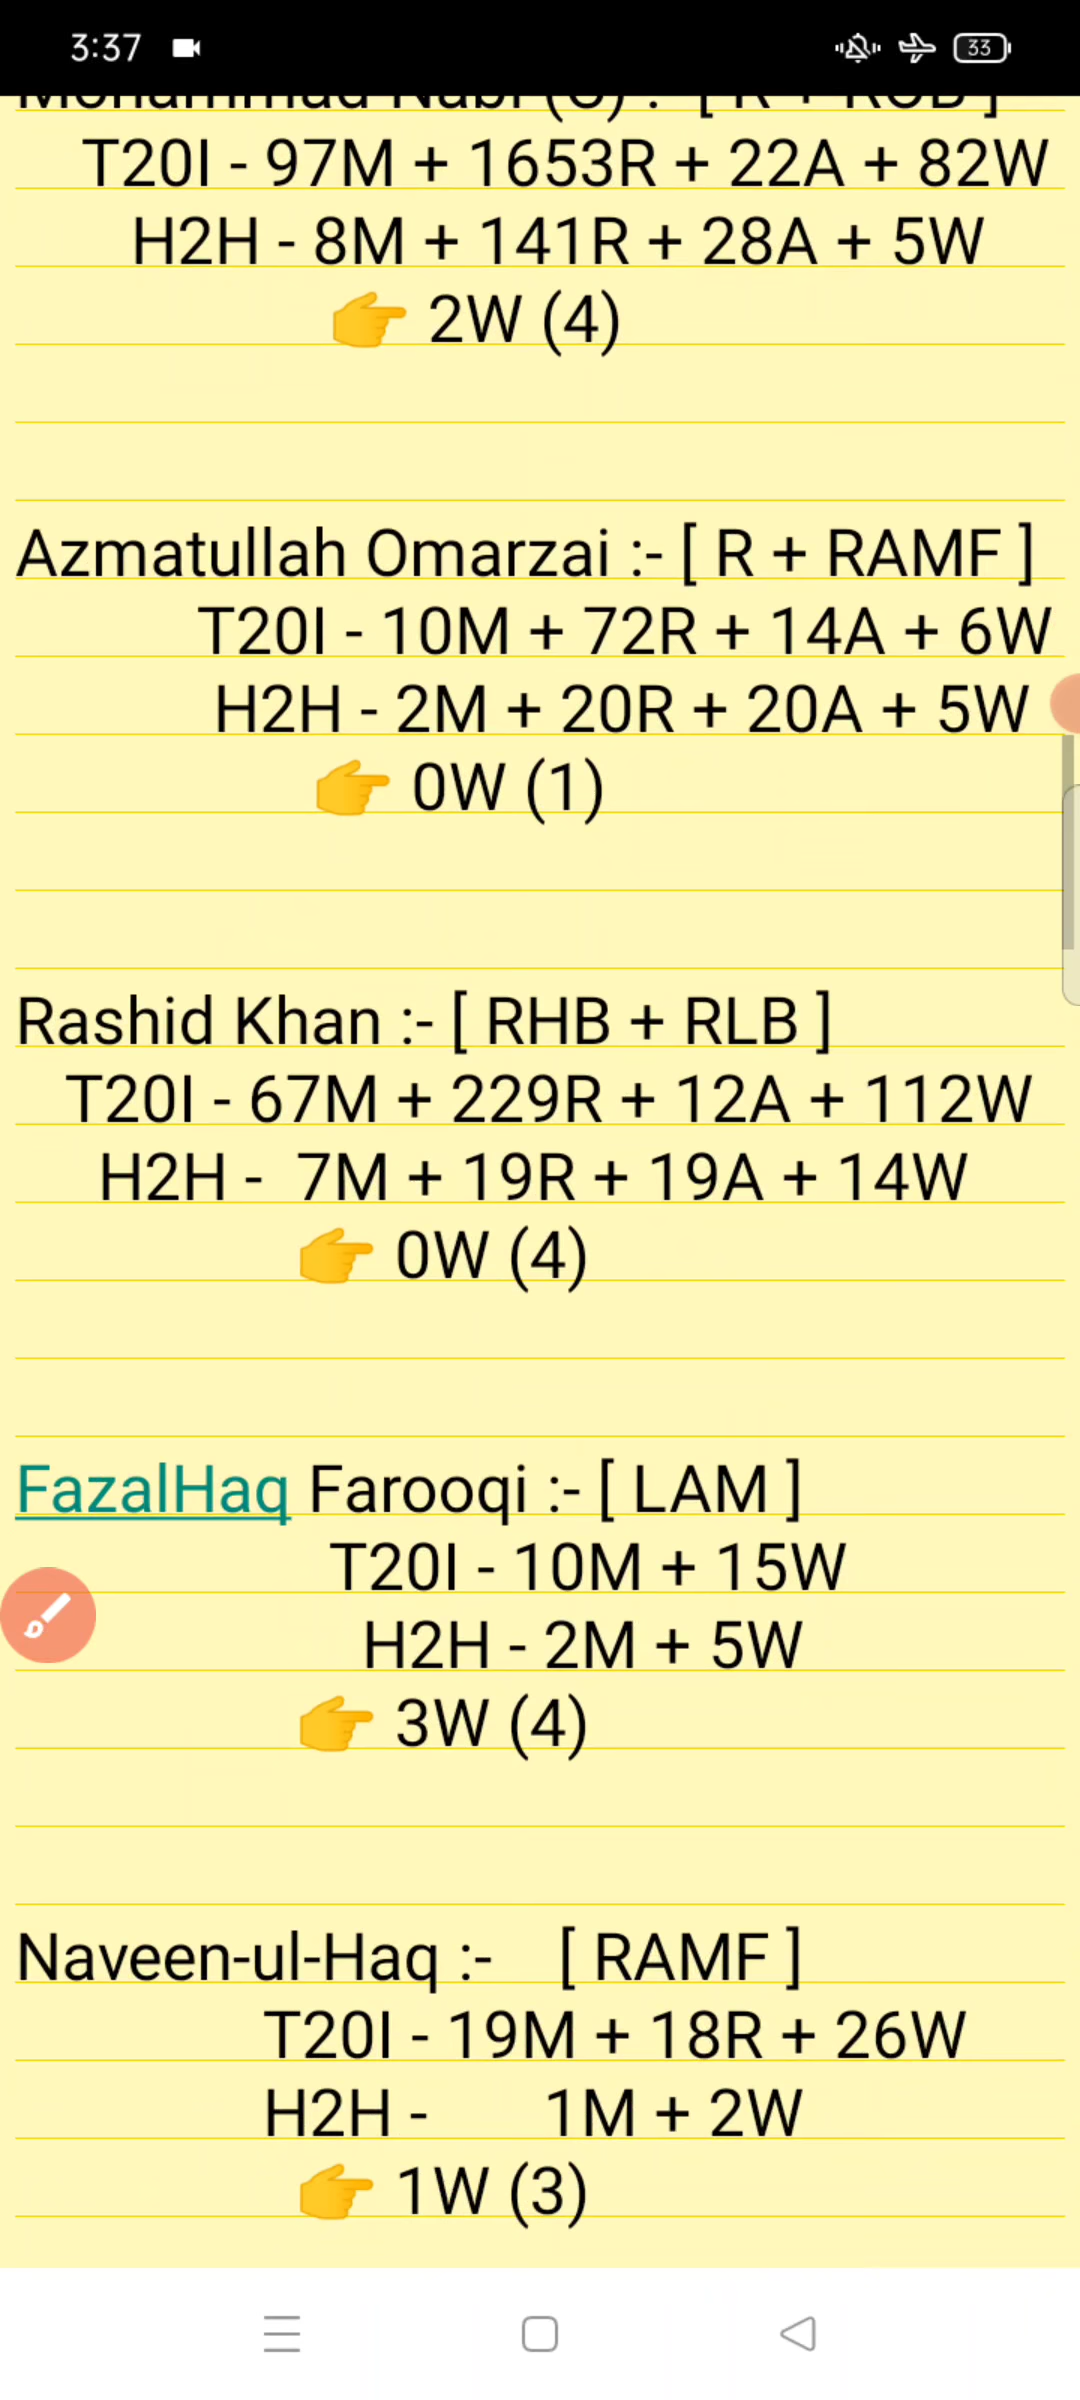 3:37
33
Mohammad Nabi (C) : [ R + ROB ]
T20I - 97M + 1653R + 22A + 82W
H2H - 8M + 141R + 28A + 5W
👉 2W (4)
Azmatullah Omarzai :- [ R + RAMF ]
T20I - 10M + 72R + 14A + 6W
H2H - 2M + 20R + 20A + 5W
👉 0W (1)
Rashid Khan :- [ RHB + RLB ]
T20I - 67M + 229R + 12A + 112W
H2H - 7M + 19R + 19A + 14W
👉 0W (4)
FazalHaq Farooqi :- [ LAM ]
T20I - 10M + 15W
H2H - 2M + 5W
👉 3W (4)
Naveen-ul-Haq :- [ RAMF ]
T20I - 19M + 18R + 26W
H2H - 1M + 2W
👉 1W (3)